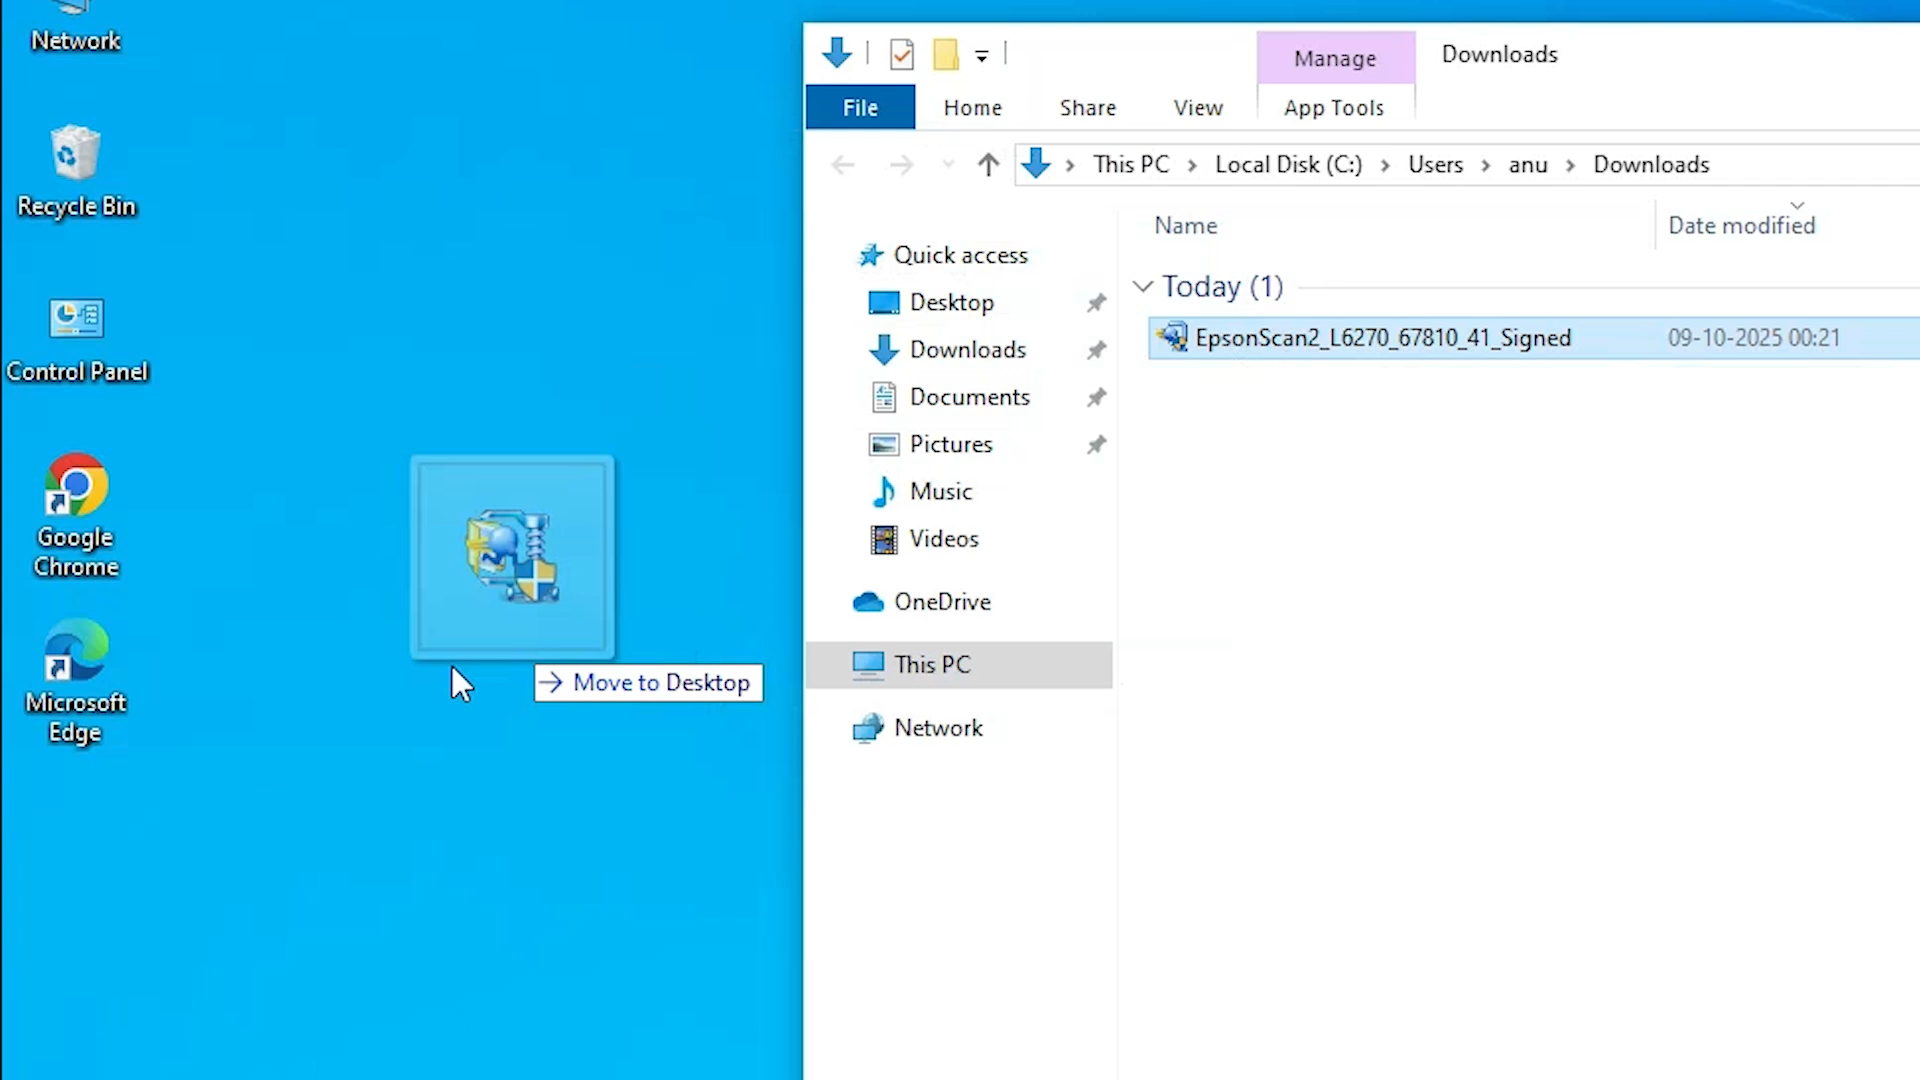 Network
Recycle Bin
Control Panel
Google
Chrome
Microsoft
Edge
Move to Desktop
Manage
Downloads
File
Home
Share
View
App Tools
This PC
Local Disk (C:)
Users
anu
Downloads
Name
Date modified
Quick access
Desktop
Downloads
Documents
Pictures
Music
Videos
OneDrive
This PC
Network
Today (1)
EpsonScan2_L6270_67810_41_Signed
09-10-2025 00:21